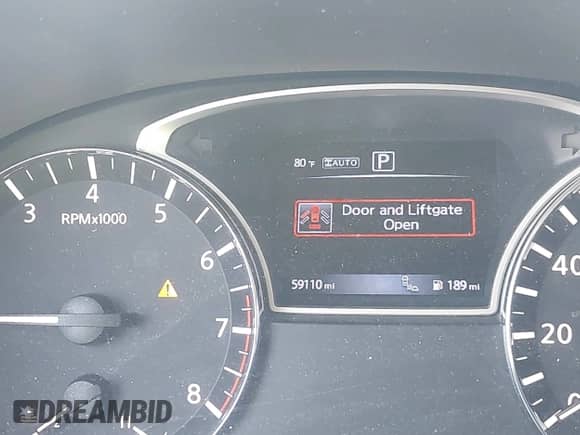 80 °F AUTO P
Door and Liftgate
Open
59110 mi 189 mi
3 4 5 6 7 8
RPMx1000
40
20
0
DREAMBID